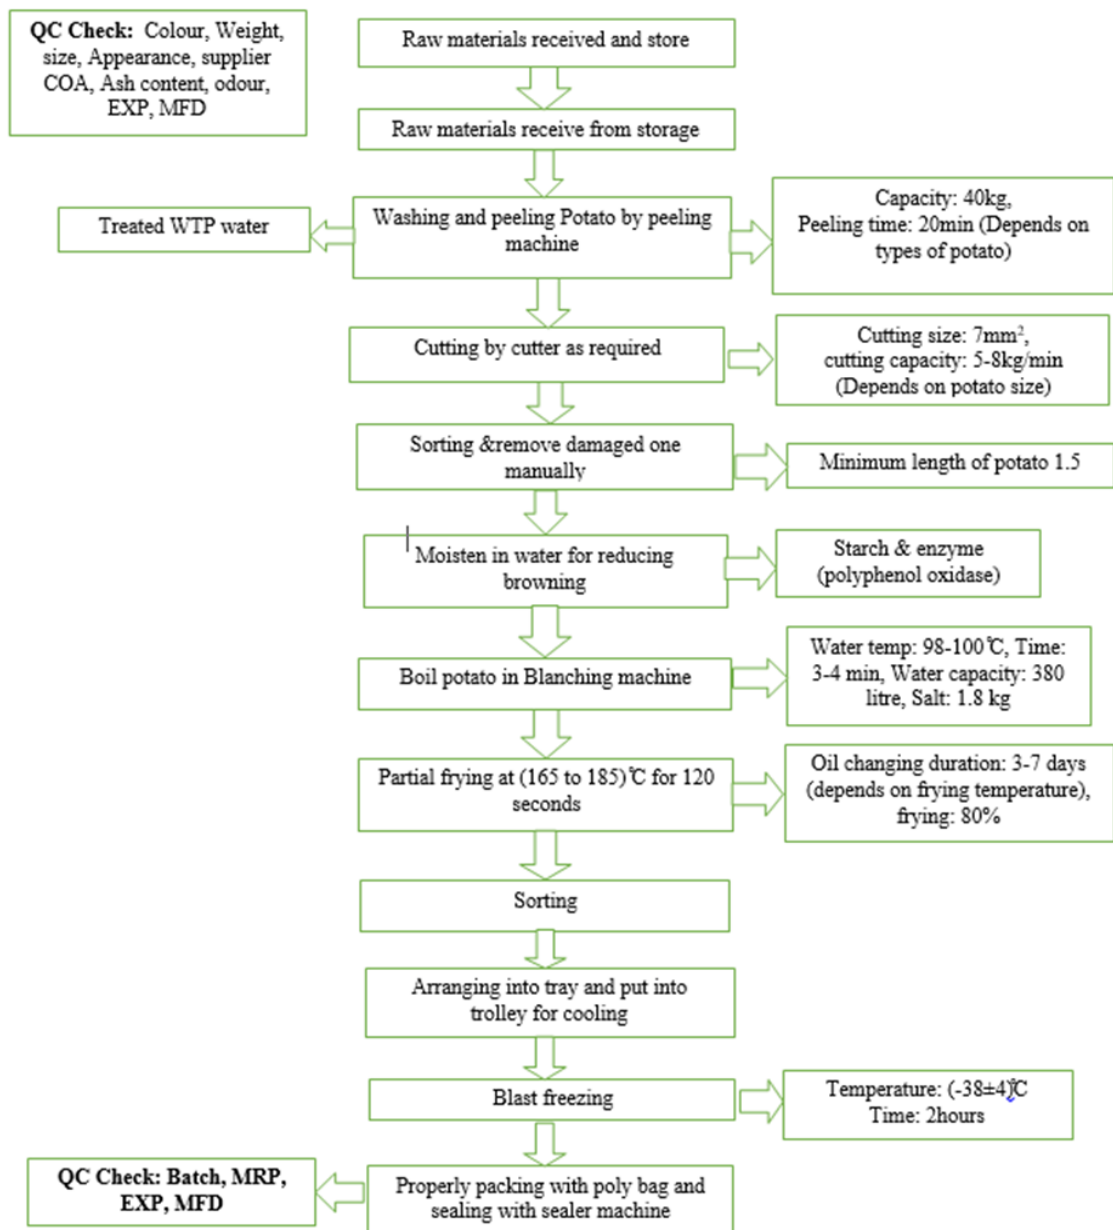 QC Check: Colour, Weight,
size, Appearance, supplier
COA, Ash content, odour,
EXP, MFD
Raw materials received and store
Raw materials receive from storage
Treated WTP water
Washing and peeling Potato by peeling
machine
Capacity: 40kg,
Peeling time: 20min (Depends on
types of potato)
Cutting by cutter as required
Cutting size: 7mm²,
cutting capacity: 5-8kg/min
(Depends on potato size)
Sorting &remove damaged one
manually
Minimum length of potato 1.5
Moisten in water for reducing
browning
Starch & enzyme
(polyphenol oxidase)
Boil potato in Blanching machine
Water temp: 98-100℃, Time:
3-4 min, Water capacity: 380
litre, Salt: 1.8 kg
Partial frying at (165 to 185)℃ for 120
seconds
Oil changing duration: 3-7 days
(depends on frying temperature),
frying: 80%
Sorting
Arranging into tray and put into
trolley for cooling
Blast freezing
Temperature: (-38±4)℃
Time: 2hours
QC Check: Batch, MRP,
EXP, MFD
Properly packing with poly bag and
sealing with sealer machine